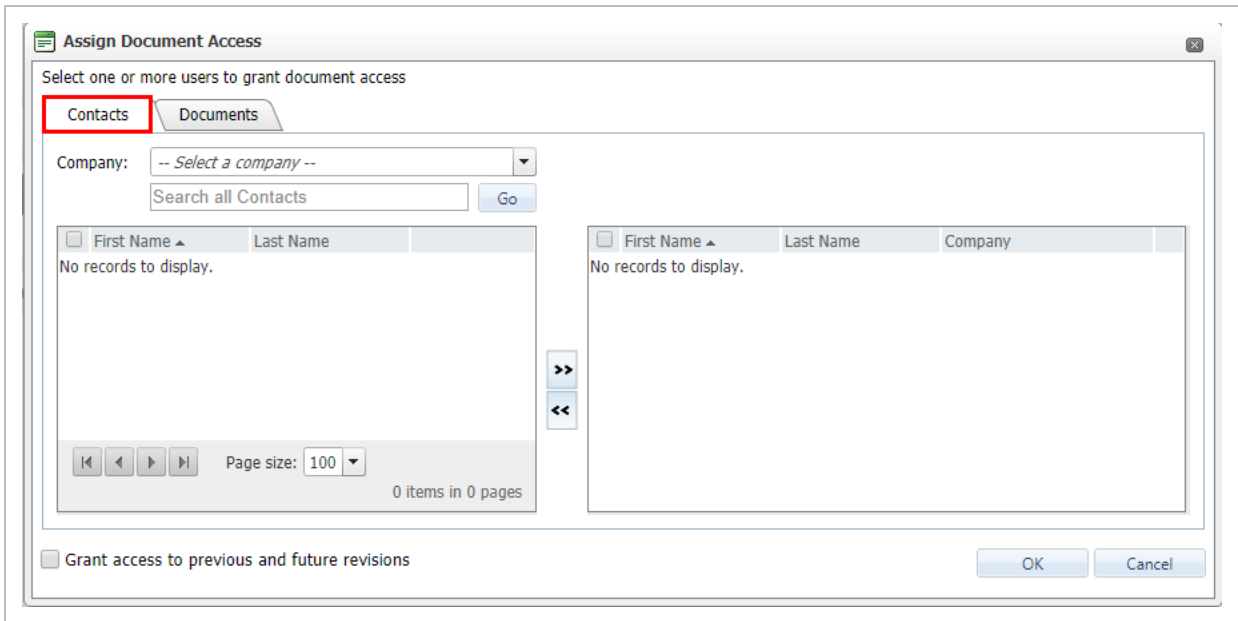 Assign Document Access
Select one or more users to grant document access
Contacts Documents
Company: -- Select a company --
Search all Contacts Go
First Name Last Name
No records to display.
First Name Last Name Company
No records to display.
>>
<<
Page size: 100
0 items in 0 pages
Grant access to previous and future revisions
OK Cancel